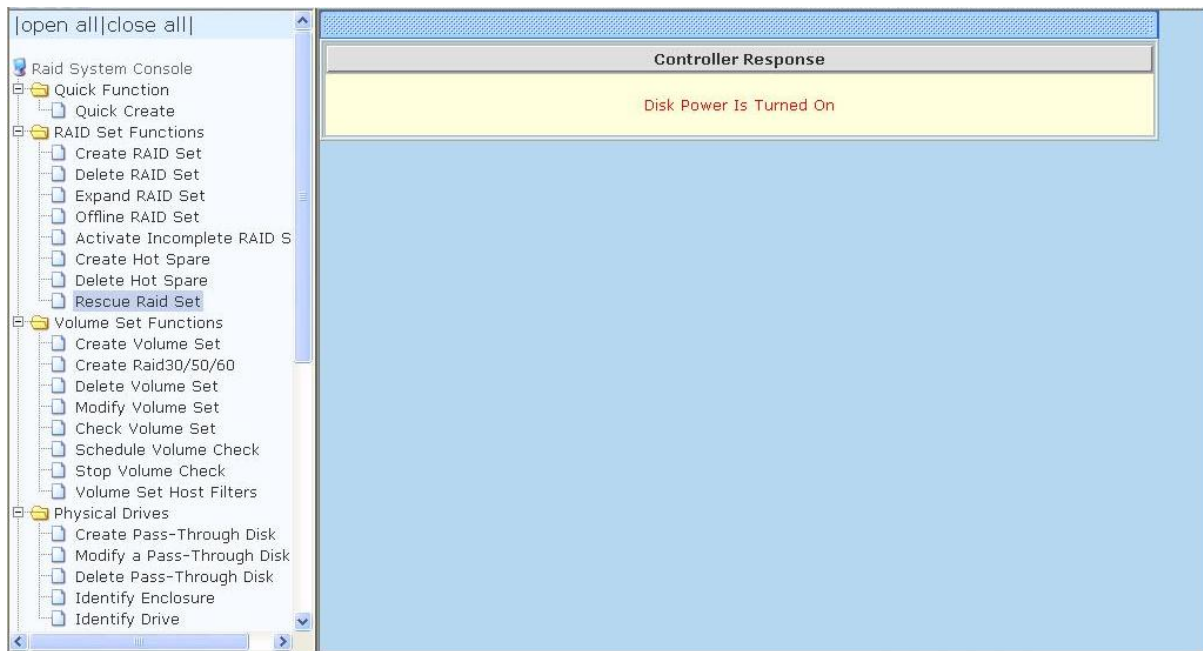 |open all|close all|
Raid System Console
Quick Function
Quick Create
RAID Set Functions
Create RAID Set
Delete RAID Set
Expand RAID Set
Offline RAID Set
Activate Incomplete RAID S
Create Hot Spare
Delete Hot Spare
Rescue Raid Set
Volume Set Functions
Create Volume Set
Create Raid30/50/60
Delete Volume Set
Modify Volume Set
Check Volume Set
Schedule Volume Check
Stop Volume Check
Volume Set Host Filters
Physical Drives
Create Pass-Through Disk
Modify a Pass-Through Disk
Delete Pass-Through Disk
Identify Enclosure
Identify Drive
Controller Response
Disk Power Is Turned On